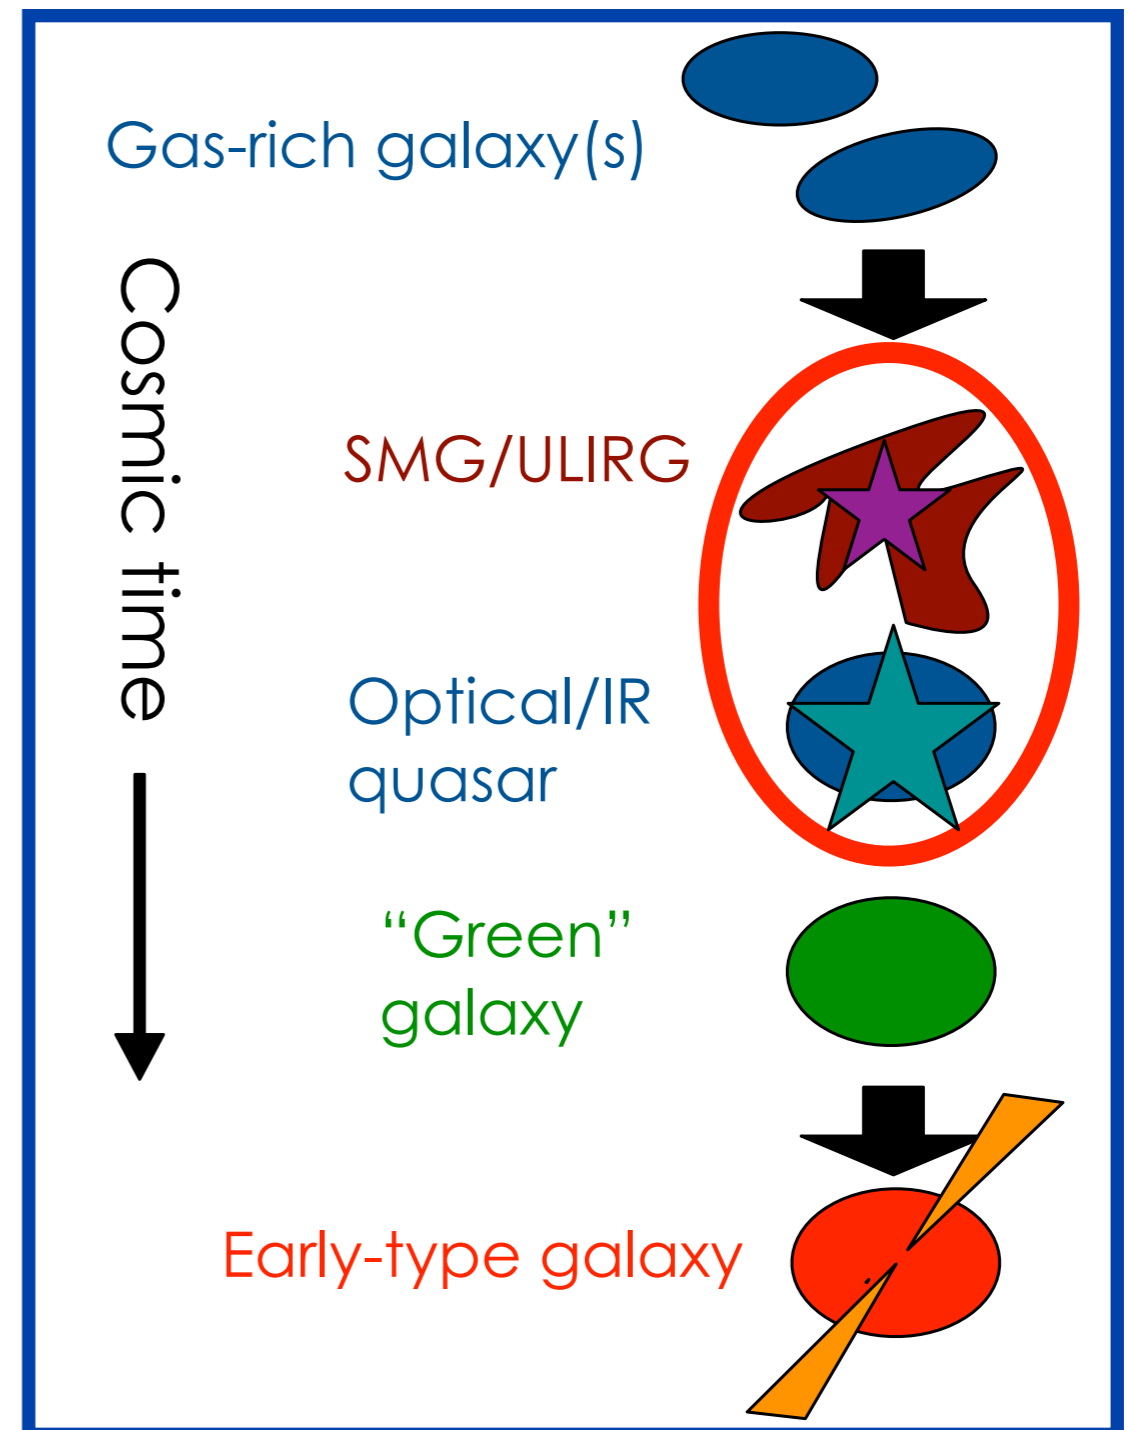 Gas-rich galaxy(s)
Cosmic time
SMG/ULIRG
Optical/IR
quasar
“Green”
galaxy
Early-type galaxy